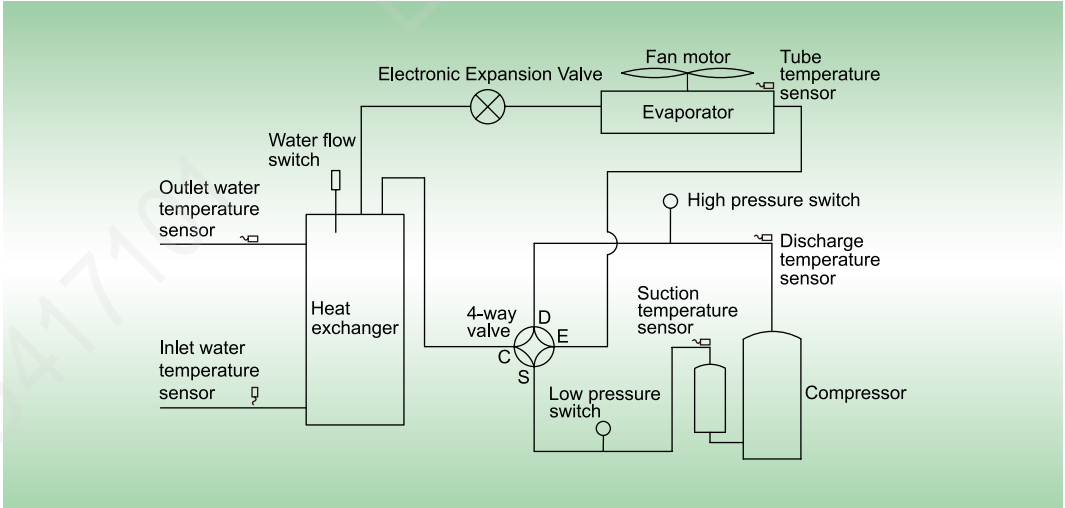 Fan motor
Tube
temperature
sensor
Electronic Expansion Valve
Evaporator
Water flow
switch
Outlet water
temperature
sensor
High pressure switch
Discharge
temperature
sensor
Suction
temperature
sensor
Heat
exchanger
4-way
valve
D
E
C
S
Inlet water
temperature
sensor
Low pressure
switch
Compressor